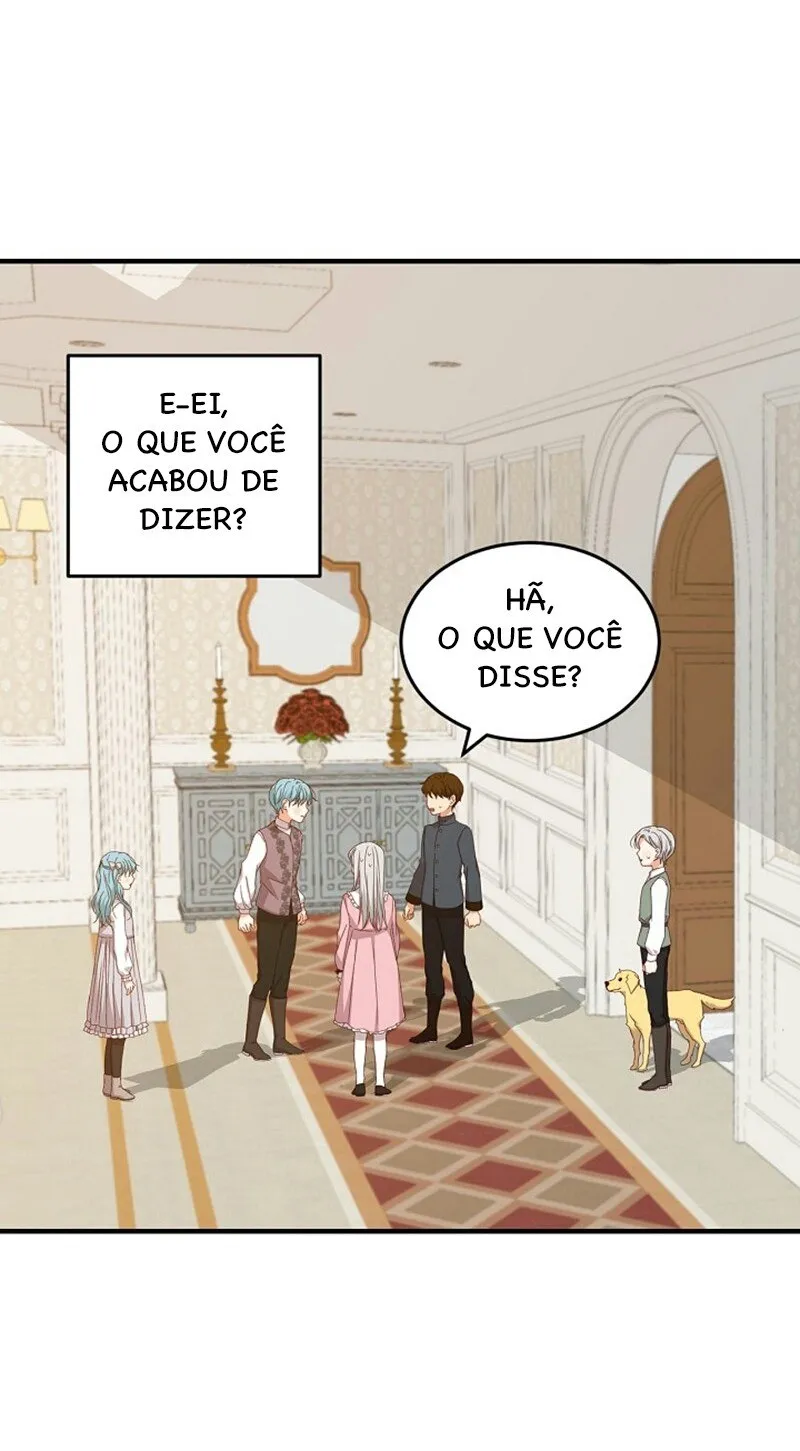 E-EI,
O QUE VOCÊ
ACABOU DE
DIZER?
HÃ,
O QUE VOCÊ
DISSE?